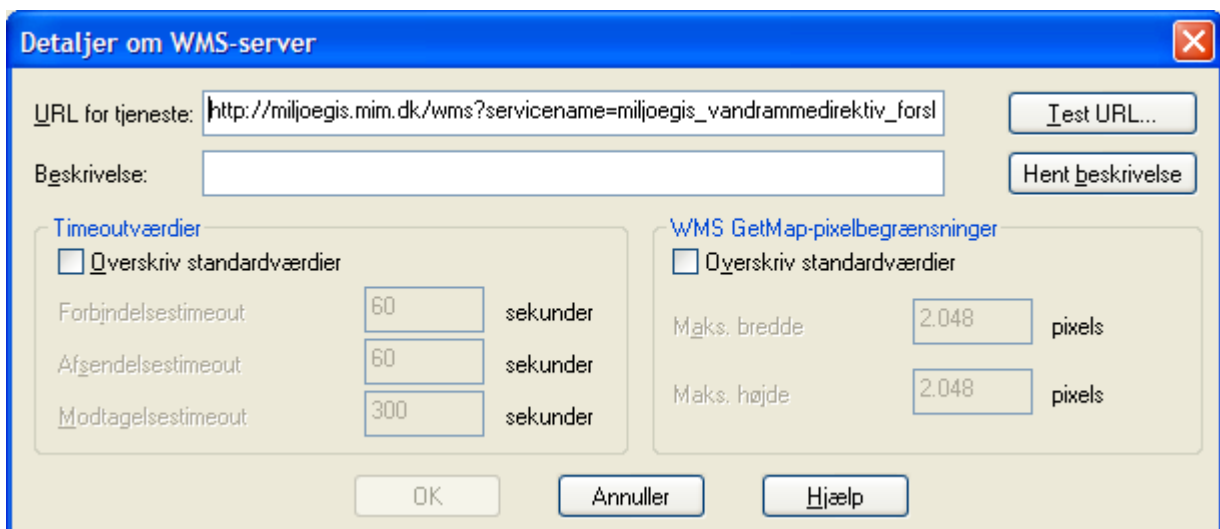 Detaljer om WMS-server
URL for tjeneste: http://miljoegis.mim.dk/wms?servicename=miljoegis_vandrammedirektiv_forsl Test URL...
Beskrivelse: Hent beskrivelse
Timeoutværdier WMS GetMap-pixelbegrænsninger
Overskriv standardværdier Overskriv standardværdier
Forbindelsestimeout 60 sekunder
Maks. bredde 2.048 pixels
Afsendelsestimeout 60 sekunder
Maks. højde 2.048 pixels
Modtagelsestimeout 300 sekunder
OK Annuller Hjælp